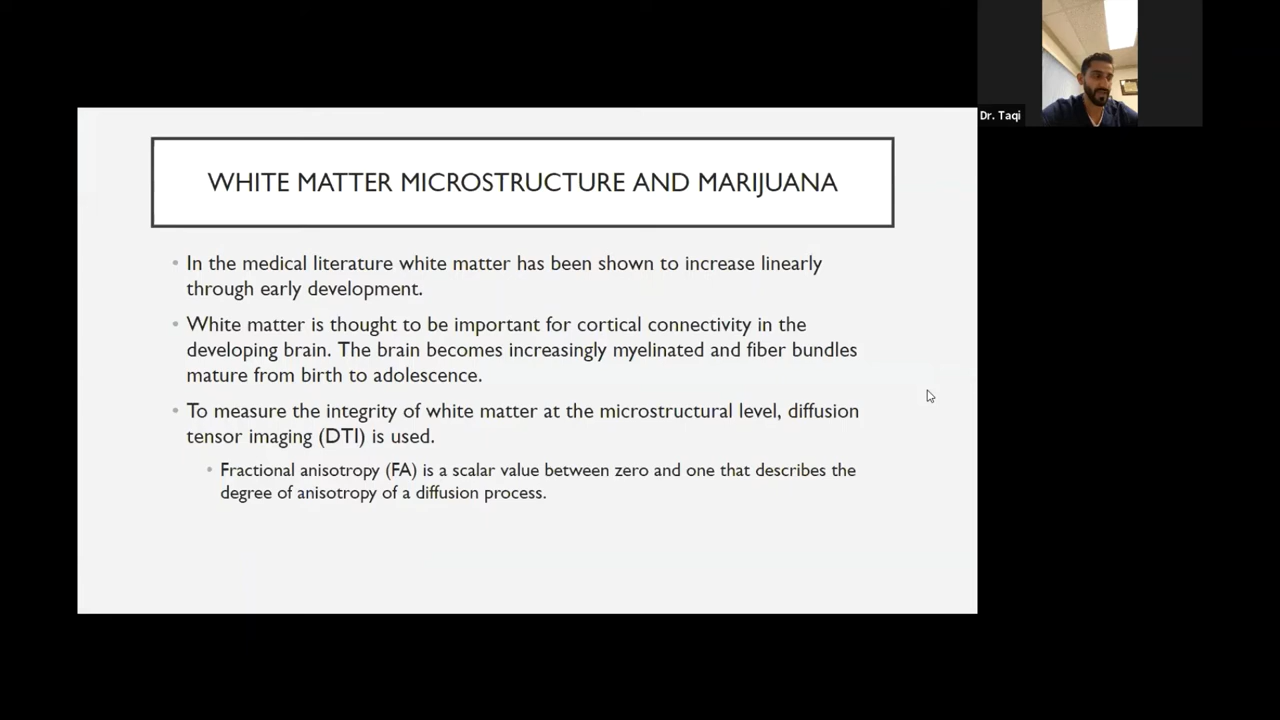 Dr. Taqi
WHITE MATTER MICROSTRUCTURE AND MARIJUANA
• In the medical literature white matter has been shown to increase linearly
through early development.
• White matter is thought to be important for cortical connectivity in the
developing brain. The brain becomes increasingly myelinated and fiber bundles
mature from birth to adolescence.
• To measure the integrity of white matter at the microstructural level, diffusion
tensor imaging (DTI) is used.
• Fractional anisotropy (FA) is a scalar value between zero and one that describes the
degree of anisotropy of a diffusion process.